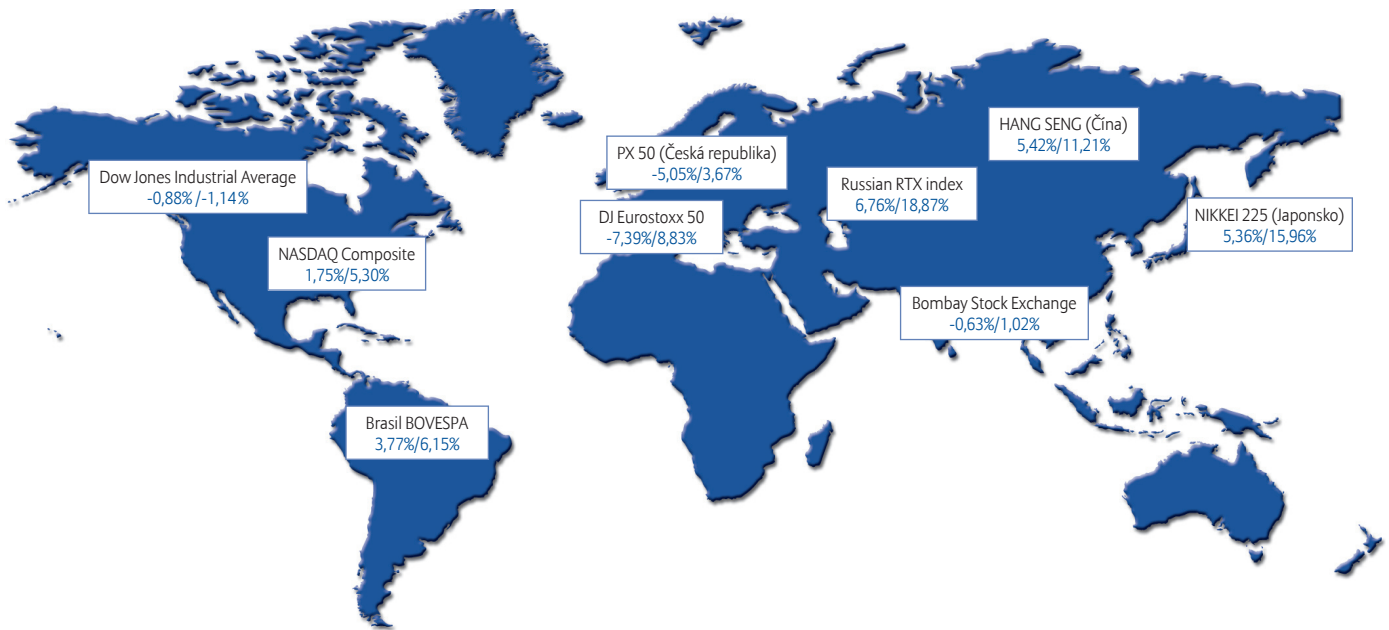 HANG SENG (Čína)
5,42%/11,21%
PX 50 (Česká republika)
-5,05%/3,67%
Dow Jones Industrial Average
-0,88% /-1,14%
Russian RTX index
6,76%/18,87%
NIKKEI 225 (Japonsko)
5,36%/15,96%
DJ Eurostoxx 50
-7,39%/8,83%
NASDAQ Composite
1,75%/5,30%
Bombay Stock Exchange
-0,63%/1,02%
Brasil BOVESPA
3,77%/6,15%